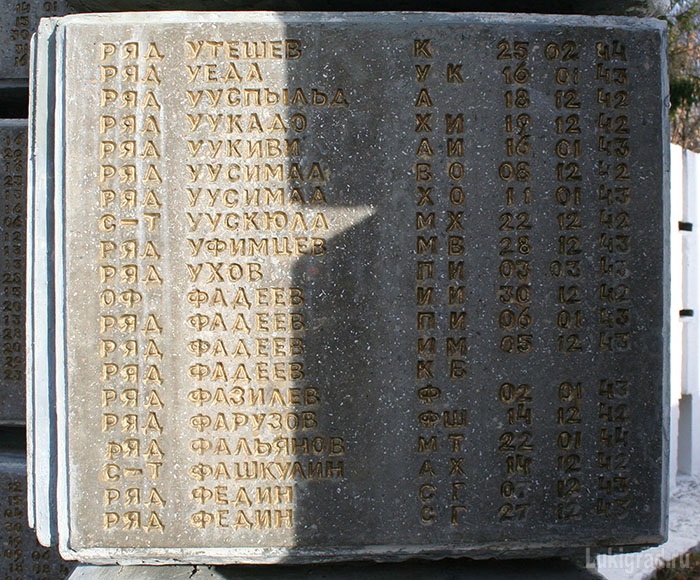 РЯД УТЕШЕВ К 25 02 44
РЯД УЕДА У К 16 01 43
РЯД УУСПЫЛЬД А 18 12 42
РЯД УУКАДО Х И 19 12 42
РЯД УУКИВИ А И 16 01 43
РЯД УУСИМАА В О 08 12 42
РЯД УУСИМАА Х О 11 01 43
С-Т УУСКЮЛА М Х 22 12 42
РЯД УФИМЦЕВ М В 28 12 43
РЯД УХОВ П И 03 03 43
ОФ ФАДЕЕВ И И 30 12 42
РЯД ФАДЕЕВ П И 06 01 43
РЯД ФАДЕЕВ И М 05 12 43
РЯД ФАДЕЕВ К Б
РЯД ФАЗИЛЕВ Ф 02 01 43
РЯД ФАРУЗОВ Ф Ш 14 12 42
РЯД ФАЛЬЯНОВ М Т 22 01 44
С-Т ФАШКУЛИН А Х 14 12 42
РЯД ФЕДИН С Г 12
РЯД ФЕДИН С Г 27 12
Lukigrad.ru